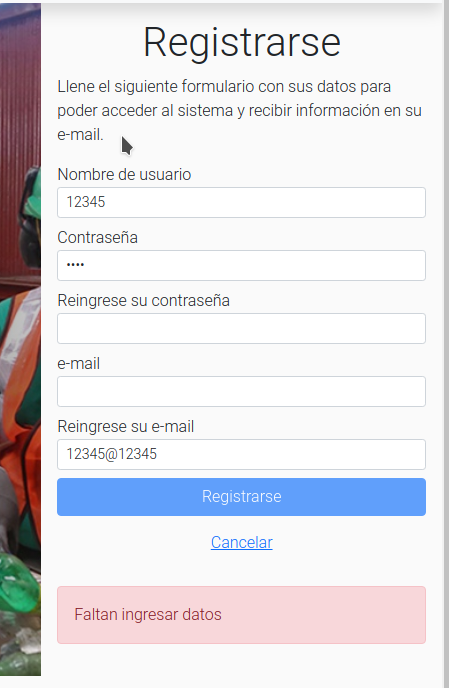 Registrarse
Llene el siguiente formulario con sus datos para
poder acceder al sistema y recibir información en su
e-mail.
Nombre de usuario
12345
Contraseña
••••
Reingrese su contraseña
e-mail
Reingrese su e-mail
12345@12345
Registrarse
Cancelar
Faltan ingresar datos